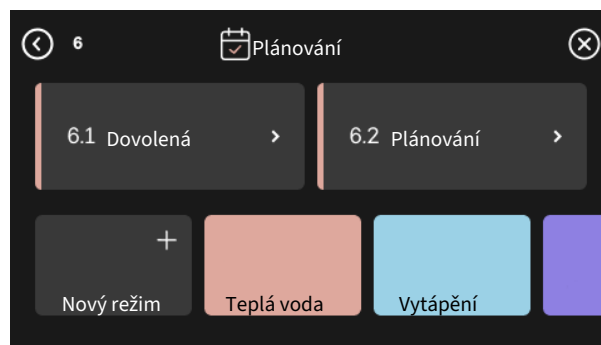 6 Plánování
6.1 Dovolená
6.2 Plánování
Nový režim
Teplá voda
Vytápění